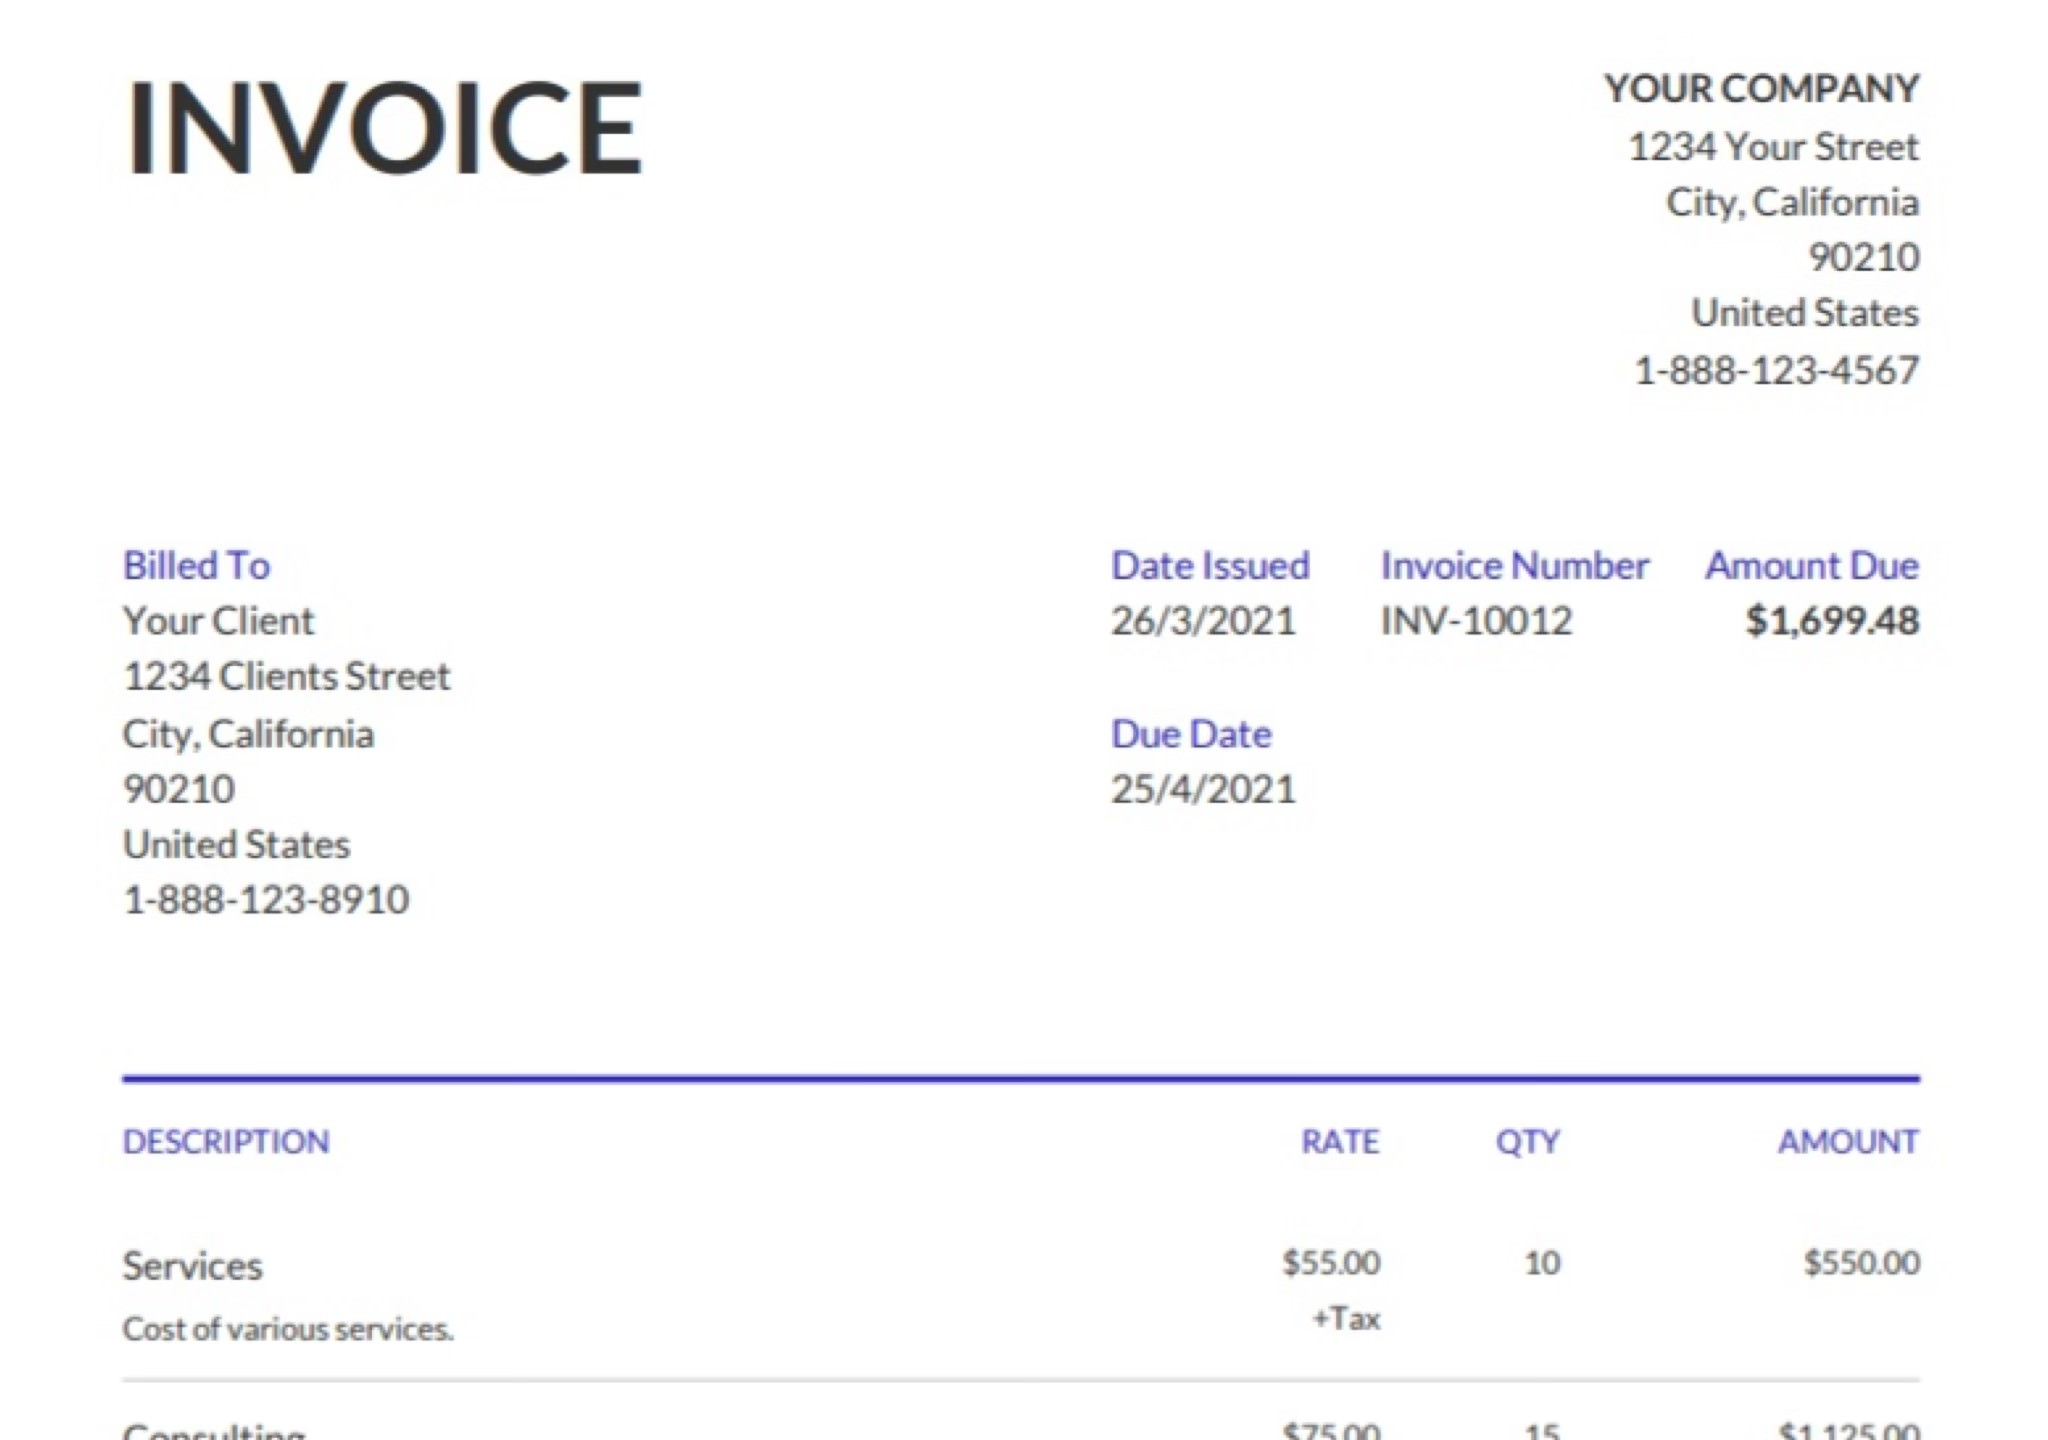 INVOICE
YOUR COMPANY
1234 Your Street
City, California
90210
United States
1-888-123-4567
Billed To
Your Client
1234 Clients Street
City, California
90210
United States
1-888-123-8910
Date Issued Invoice Number Amount Due
26/3/2021 INV-10012 $1,699.48
Due Date
25/4/2021
DESCRIPTION RATE QTY AMOUNT
Services $55.00 10 $550.00
Cost of various services. +Tax
Consulting $75.00 15 $1,125.00